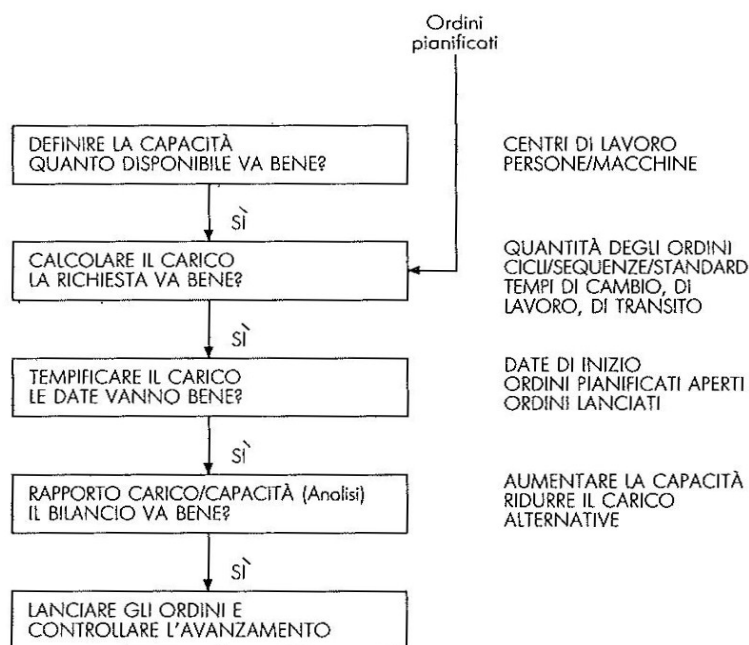 Ordini
pianificati
DEFINIRE LA CAPACITÀ
QUANTO DISPONIBILE VA BENE?
CENTRI DI LAVORO
PERSONE/MACCHINE
SÌ
CALCOLARE IL CARICO
LA RICHIESTA VA BENE?
QUANTITÀ DEGLI ORDINI
CICLI/SEQUENZE/STANDARD
TEMPI DI CAMBIO, DI
LAVORO, DI TRANSITO
SÌ
TEMPIFICARE IL CARICO
LE DATE VANNO BENE?
DATE DI INIZIO
ORDINI PIANIFICATI APERTI
ORDINI LANCIATI
SÌ
RAPPORTO CARICO/CAPACITÀ (Analisi)
IL BILANCIO VA BENE?
AUMENTARE LA CAPACITÀ
RIDURRE IL CARICO
ALTERNATIVE
SÌ
LANCIARE GLI ORDINI E
CONTROLLARE L'AVANZAMENTO